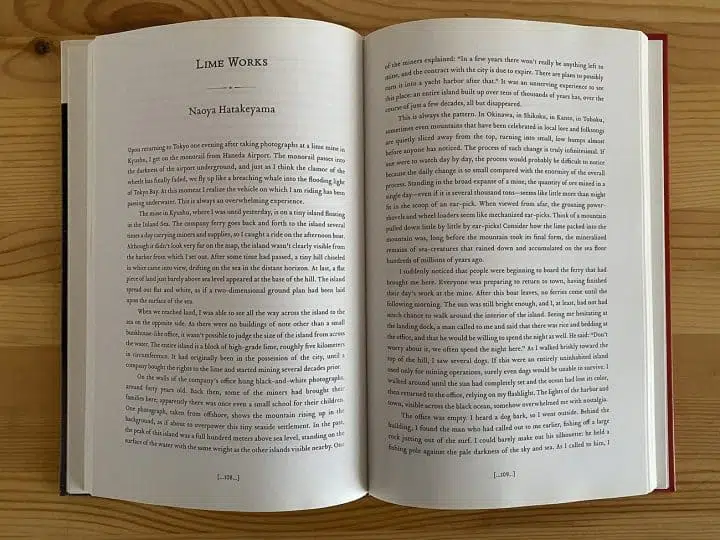 LIME WORKS
Naoya Hatakeyama
Upon returning to Tokyo one evening after taking photographs at a lime mine in
Kyushu, I get on the monorail from Haneda Airport. The monorail passes into
the darkness of the airport underground, and just as I think the clamor of the
wheels has finally faded, we fly up like a breaching whale into the flooding light
of Tokyo Bay. At this moment I realize the vehicle on which I am riding has been
passing underwater. This is always an overwhelming experience.
The mine in Kyushu, where I was until yesterday, is on a tiny island floating
in the Inland Sea. The company ferry goes back and forth to the island several
times a day carrying miners and supplies, so I caught a ride on the afternoon boat.
Although it didn't look very far on the map, the island wasn't clearly visible from
the harbor from which I set out. After some time had passed, a tiny hill chiseled
in white came into view, drifting on the sea in the distant horizon. At last, a flat
piece of land just barely above sea level appeared at the base of the hill. The island
spread out flat and white, as if a two-dimensional ground plan had been laid
upon the surface of the sea.
When we reached land, I was able to see all the way across the island to the
sea on the opposite side. As there were no buildings of note other than a small
bunkhouse-like office, it wasn't possible to judge the size of the island from across
the water. The entire island is a block of high-grade lime, roughly five kilometers
in circumference. It had originally been in the possession of the city, until a
company bought the rights to the lime and started mining several decades prior.
On the walls of the company's office hung black-and-white photographs,
around forty years old. Back then, some of the miners had brought their
families here; apparently there was once even a small school for their children.
One photograph, taken from offshore, shows the mountain rising up in the
background, as if about to overpower this tiny seaside settlement. In the past,
the peak of this island was a full hundred meters above sea level, standing on the
surface of the water with the same weight as the other islands visible nearby. One
[...108...]
of the miners explained: "In a few years there won't really be anything left to
mine, and the contract with the city is due to expire. There are plans to possibly
turn it into a yacht harbor after that." It was an unnerving experience to see
this place: an entire island built up over tens of thousands of years has, over the
course of just a few decades, all but disappeared.
This is always the pattern. In Okinawa, in Shikoku, in Kanto, in Tohoku,
sometimes even mountains that have been celebrated in local lore and folksongs
are quietly sliced away from the top, turning into small, low humps almost
before anyone has noticed. The process of such change is truly infinitesimal. If
one were to watch day by day, the process would probably be difficult to notice
because the daily change is so small compared with the enormity of the overall
process. Standing in the broad expanse of a mine, the quantity of ore mined in a
single day—even if it is several thousand tons—seems like little more than might
fit in the scoop of an ear-pick. When viewed from afar, the groaning power-
shovels and wheel loaders seem like mechanized ear-picks. Think of a mountain
pulled down little by little by ear-picks! Consider how the lime packed into the
mountain was, long before the mountain took its final form, the mineralized
remains of sea-creatures that rained down and accumulated on the sea floor
hundreds of millions of years ago.
I suddenly noticed that people were beginning to board the ferry that had
brought me here. Everyone was preparing to return to town, having finished
their day's work at the mine. After this boat leaves, no ferries come until the
following morning. The sun was still bright enough, and I, at least, had not had
much chance to walk around the interior of the island. Seeing me hesitating at
the landing dock, a man called to me and said that there was rice and bedding at
the office, and that he would be willing to spend the night as well. He said: "Don't
worry about it, we often spend the night here." As I walked briskly toward the
top of the hill, I saw several dogs. If this were an entirely uninhabited island
used only for mining operations, surely even dogs would be unable to survive. I
walked around until the sun had completely set and the ocean had lost its color,
then returned to the office, relying on my flashlight. The lights of the harbor and
town, visible across the black ocean, somehow overwhelmed me with nostalgia.
The office was empty. I heard a dog bark, so I went outside. Behind the
building, I found the man who had called out to me earlier, fishing off a large
rock jutting out of the surf. I could barely make out his silhouette: he held a
fishing pole against the pale darkness of the sky and sea. As I called to him, I
[...109...]